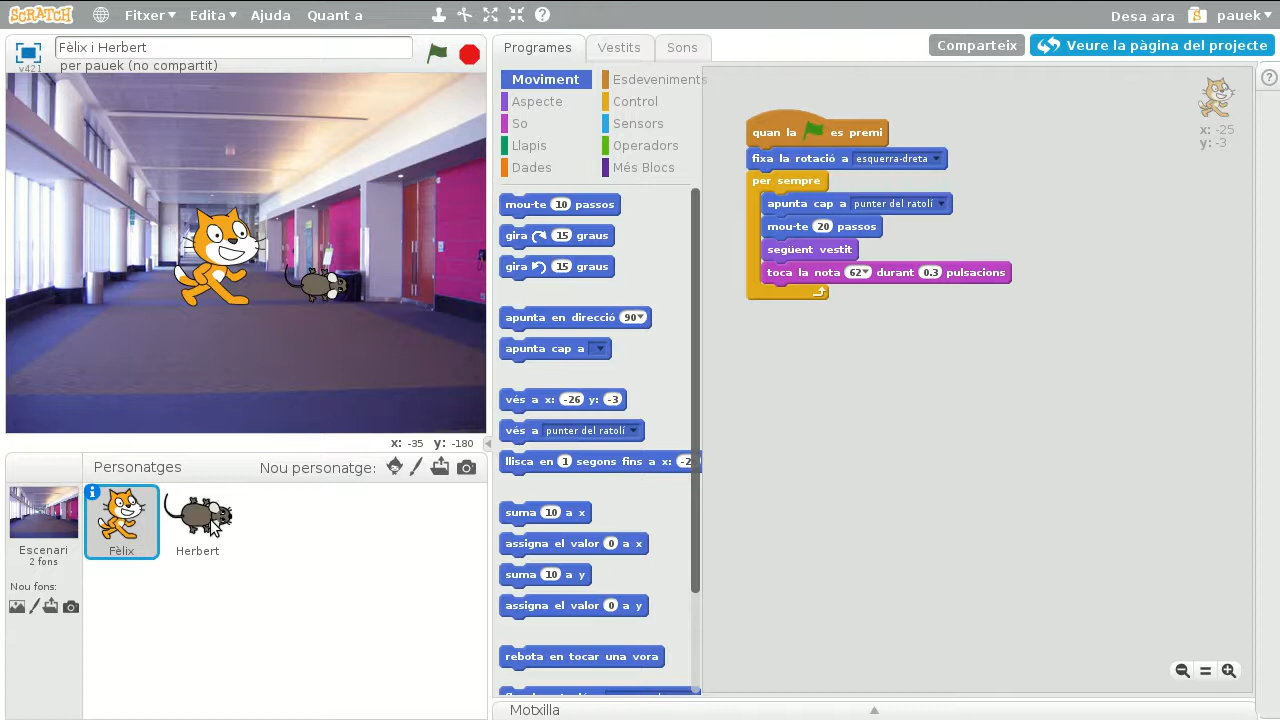 SCRATCH Fitxer Edita Ajuda Quant a Desa ara pauek
v421 Fèlix i Herbert
per pauek (no compartit)
Programes Vestits Sons Comparteix Veure la pàgina del projecte
Moviment Esdeveniments
Aspecte Control
So Sensors
Llapis Operadors
Dades Més Blocs
mou-te 10 passos
gira 15 graus
gira 15 graus
apunta en direcció 90
apunta cap a
vés a x: -26 y: -3
vés a punter del ratolí
llisca en 1 segons fins a x: -2
suma 10 a x
assigna el valor 0 a x
suma 10 a y
assigna el valor 0 a y
rebota en tocar una vora
quan la es premi
fixa la rotació a esquerra-dreta
per sempre
apunta cap a punter del ratolí
mou-te 20 passos
següent vestit
toca la nota 62 durant 0.3 pulsacions
x: -25
y: -3
x: -35 y: -180
Personatges Nou personatge:
Escenari
2 fons
Nou fons:
Fèlix
Herbert
Motxilla